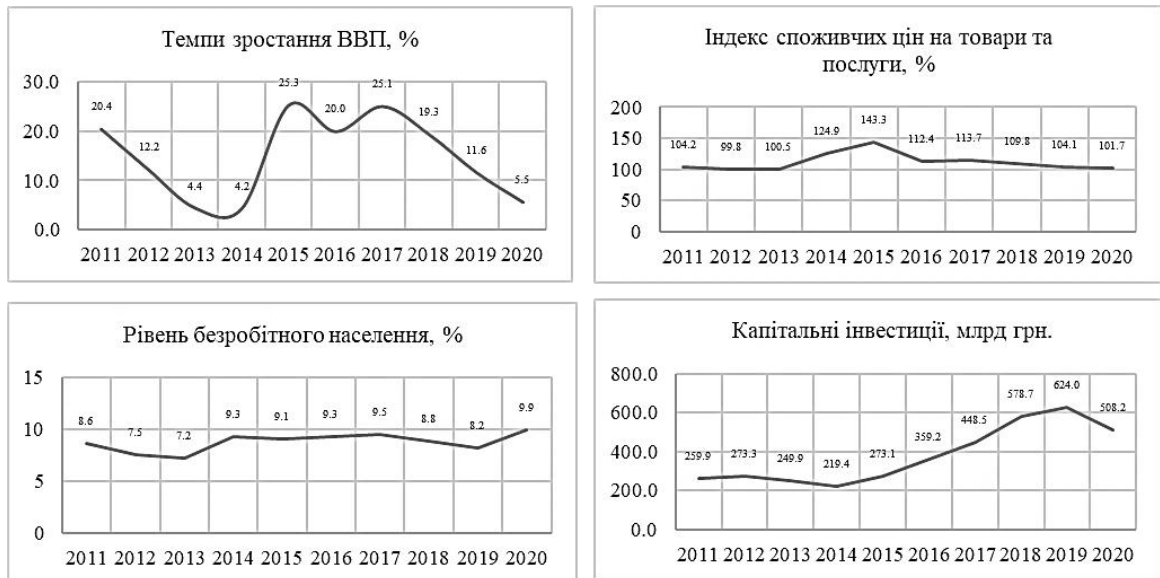 Темпи зростання ВВП, %
30.0
20.0
10.0
0.0
20.4 12.2 4.4 4.2 25.3 20.0 25.1 19.3 11.6 5.5
2011 2012 2013 2014 2015 2016 2017 2018 2019 2020
Індекс споживчих цін на товари та
послуги, %
200
150
100
50
0
104.2 99.8 100.5 124.9 143.3 112.4 113.7 109.8 104.1 101.7
2011 2012 2013 2014 2015 2016 2017 2018 2019 2020
Рівень безробітного населення, %
15
10
5
0
8.6 7.5 7.2 9.3 9.1 9.3 9.5 8.8 8.2 9.9
2011 2012 2013 2014 2015 2016 2017 2018 2019 2020
Капітальні інвестиції, млрд грн.
800.0
600.0
400.0
200.0
0.0
259.9 273.3 249.9 219.4 273.1 359.2 448.5 578.7 624.0 508.2
2011 2012 2013 2014 2015 2016 2017 2018 2019 2020